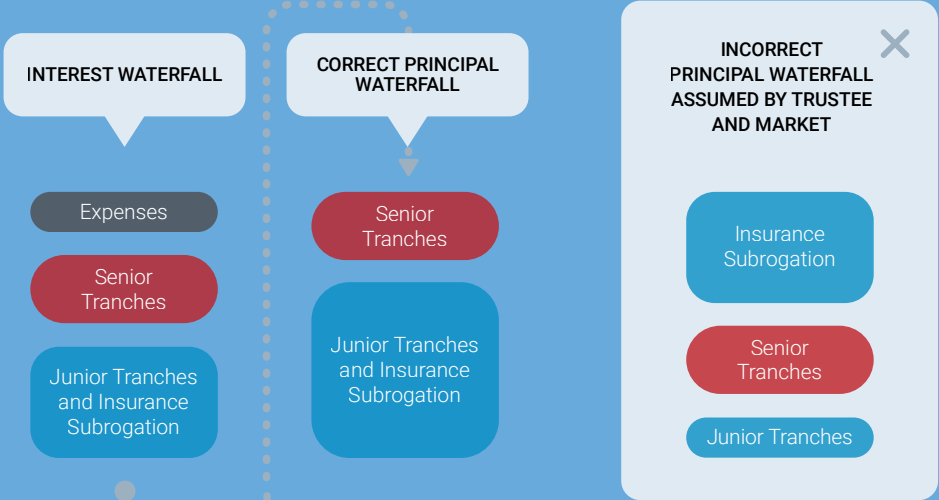 INTEREST WATERFALL
Expenses
Senior
Tranches
Junior Tranches
and Insurance
Subrogation
CORRECT PRINCIPAL
WATERFALL
Senior
Tranches
Junior Tranches
and Insurance
Subrogation
INCORRECT
PRINCIPAL WATERFALL
ASSUMED BY TRUSTEE
AND MARKET
Insurance
Subrogation
Senior
Tranches
Junior Tranches